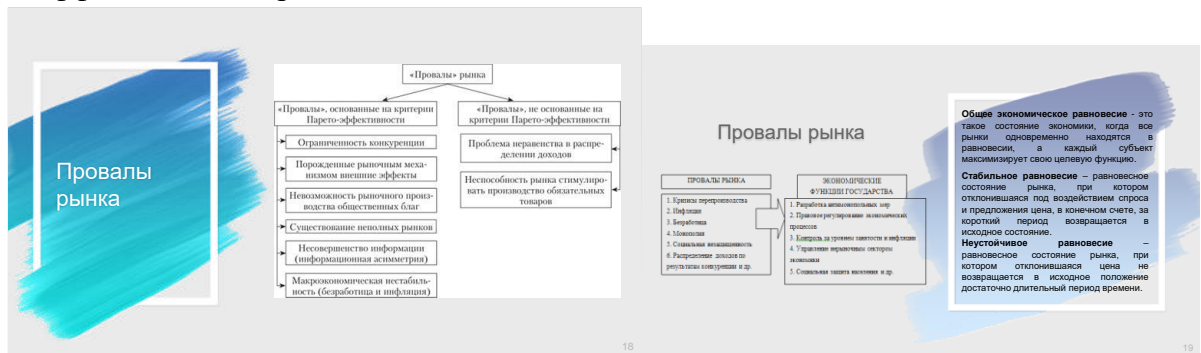 Провалы
рынка
«Провалы» рынка
«Провалы», основанные на критерии
Парето-эффективности
«Провалы», не основанные на
критерии Парето-эффективности
Ограниченность конкуренции
Порожденные рыночным меха-
низмом внешние эффекты
Невозможность рыночного произ-
водства общественных благ
Существование неполных рынков
Несовершенство информации
(информационная асимметрия)
Макроэкономическая нестабиль-
ность (безработица и инфляция)
Проблема неравенства в распре-
делении доходов
Неспособность рынка стимулиро-
вать производство обязательных
товаров
18
Провалы рынка
ПРОВАЛЫ РЫНКА
1. Кризисы перепроизводства
2. Инфляция
3. Безработица
4. Монополия
5. Социальная незащищенность
6. Распределение доходов по
результатам конкуренции и др.
ЭКОНОМИЧЕСКИЕ
ФУНКЦИИ ГОСУДАРСТВА
1. Разработка антимонопольных мер
2. Правовое регулирование экономических
процессов
3. Контроль за уровнем занятости и инфляции
4. Управление нерыночным сектором
экономики
5. Социальная защита населения и др.
Общее экономическое равновесие - это
такое состояние экономики, когда все
рынки одновременно находятся в
равновесии, а каждый субъект
максимизирует свою целевую функцию.
Стабильное равновесие – равновесное
состояние рынка, при котором
отклонившаяся под воздействием спроса
и предложения цена, в конечном счете, за
короткий период возвращается в
исходное состояние.
Неустойчивое равновесие –
равновесное состояние рынка, при
котором отклонившаяся цена не
возвращается в исходное положение
достаточно длительный период времени.
19